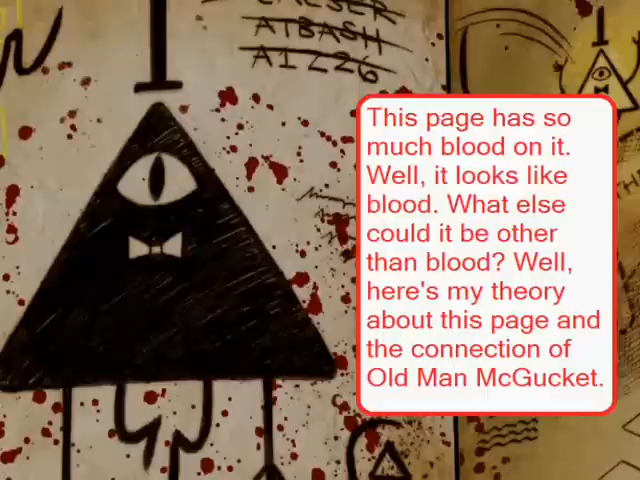 CAESER
ATBASH
A1Z26
This page has so
much blood on it.
Well, it looks like
blood. What else
could it be other
than blood? Well,
here's my theory
about this page and
the connection of
Old Man McGucket.